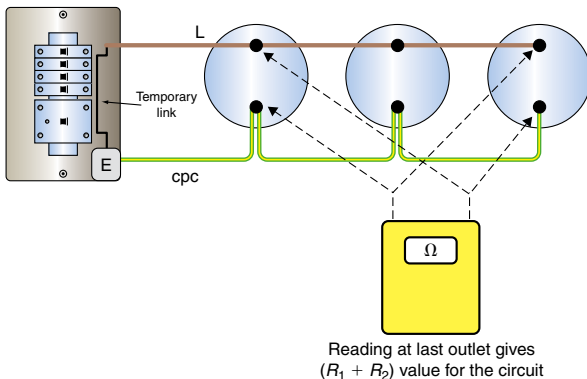 L
Temporary
link
E
cpc
Ω
Reading at last outlet gives
(R₁ + R₂) value for the circuit